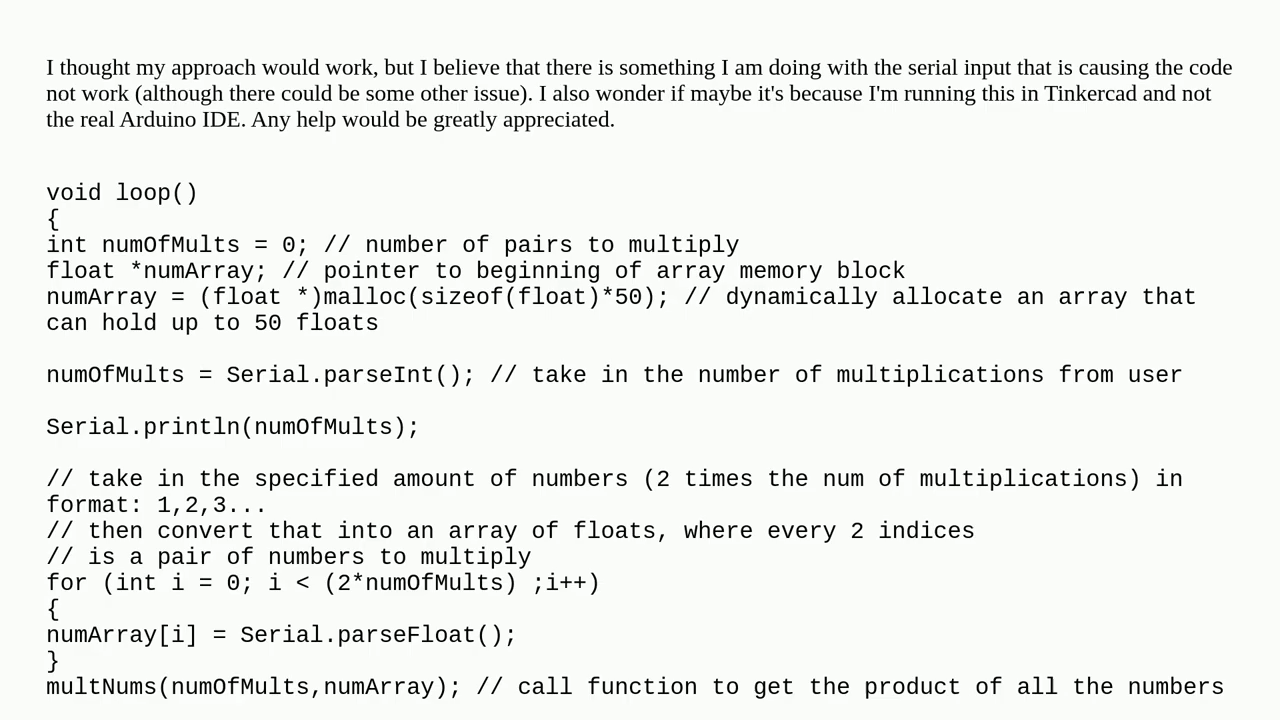 I thought my approach would work, but I believe that there is something I am doing with the serial input that is causing the code
not work (although there could be some other issue). I also wonder if maybe it's because I'm running this in Tinkercad and not
the real Arduino IDE. Any help would be greatly appreciated.
void loop()
{
int numOfMults = 0; // number of pairs to multiply
float *numArray; // pointer to beginning of array memory block
numArray = (float *)malloc(sizeof(float)*50); // dynamically allocate an array that
can hold up to 50 floats
numOfMults = Serial.parseInt(); // take in the number of multiplications from user
Serial.println(numOfMults);
// take in the specified amount of numbers (2 times the num of multiplications) in
format: 1,2,3...
// then convert that into an array of floats, where every 2 indices
// is a pair of numbers to multiply
for (int i = 0; i < (2*numOfMults) ;i++)
{
numArray[i] = Serial.parseFloat();
}
multNums(numOfMults,numArray); // call function to get the product of all the numbers